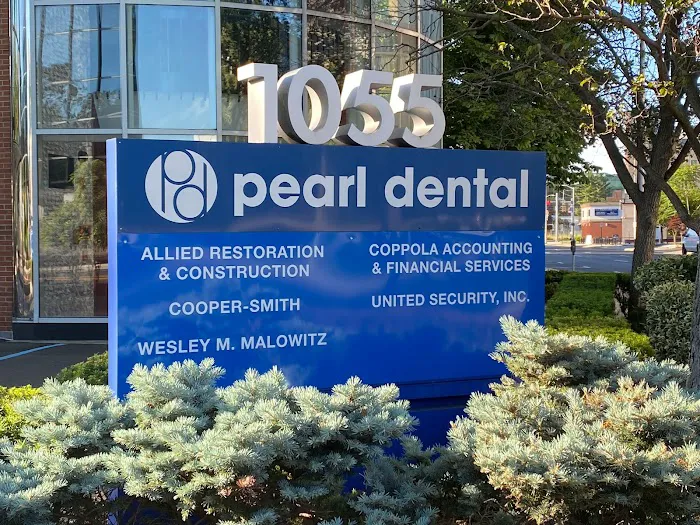 1055
pearl dental
ALLIED RESTORATION
& CONSTRUCTION
COOPER-SMITH
WESLEY M. MALOWITZ
COPPOLA ACCOUNTING
& FINANCIAL SERVICES
UNITED SECURITY, INC.